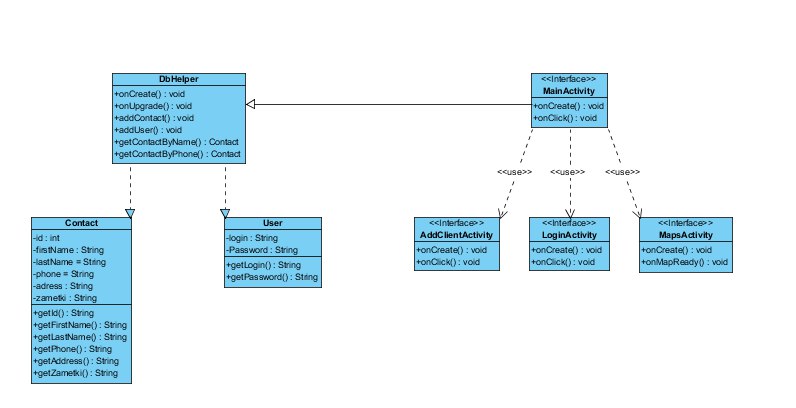 DbHelper
+onCreate() : void
+onUpgrade() : void
+addContact() : void
+addUser() : void
+getContactByName() : Contact
+getContactByPhone() : Contact
<<Interface>>
MainActivity
+onCreate() : void
+onClick() : void
<<use>>
<<use>>
<<use>>
Contact
-id : int
-firstName : String
-lastName = String
-phone = String
-adress : String
-zametki : String
+getId() : String
+getFirstName() : String
+getLastName() : String
+getPhone() : String
+getAddress() : String
+getZametki() : String
User
-login : String
-Password : String
+getLogin() : String
+getPassword() : String
<<Interface>>
AddClientActivity
+onCreate() : void
+onClick() : void
<<Interface>>
LoginActivity
+onCreate() : void
+onClick() : void
<<Interface>>
MapsActivity
+onCreate() : void
+onMapReady() : void